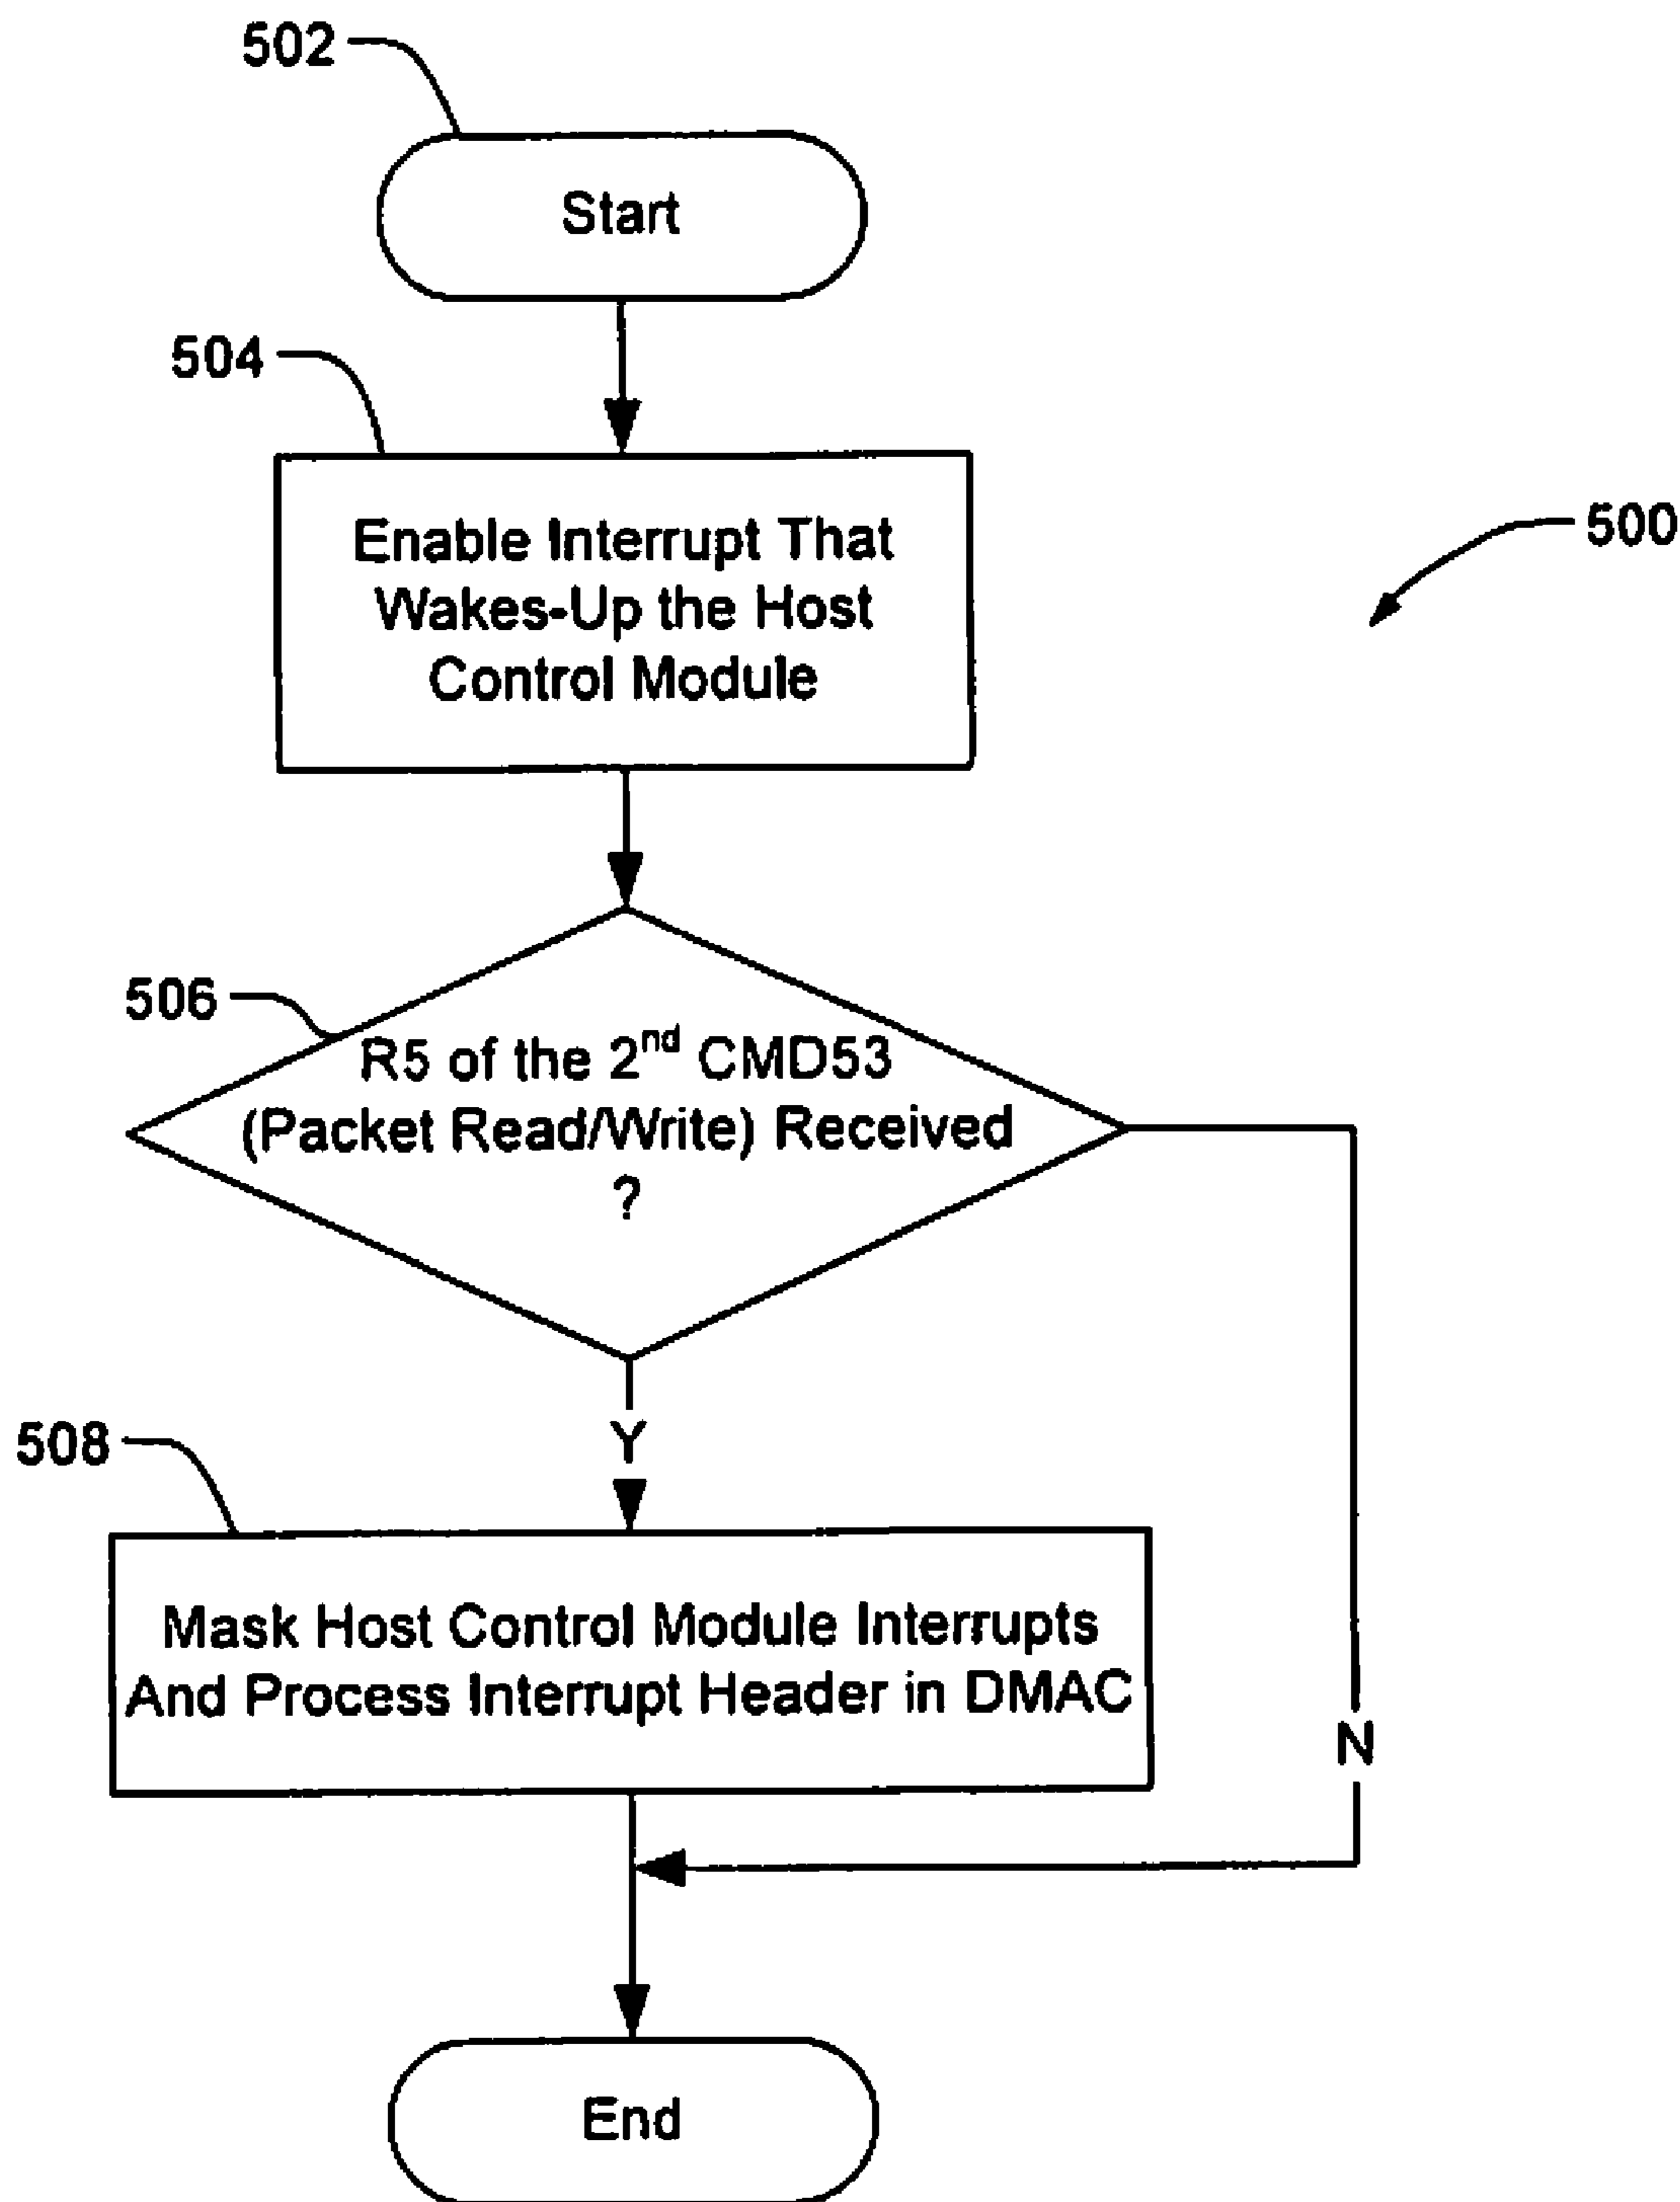 502
Start
504
Enable Interrupt That
Wakes-Up the Host
Control Module
500
506
R5 of the 2nd CMD53
(Packet Read/Write) Received
?
Y
508
Mask Host Control Module Interrupts
And Process Interrupt Header in DMAC
N
End